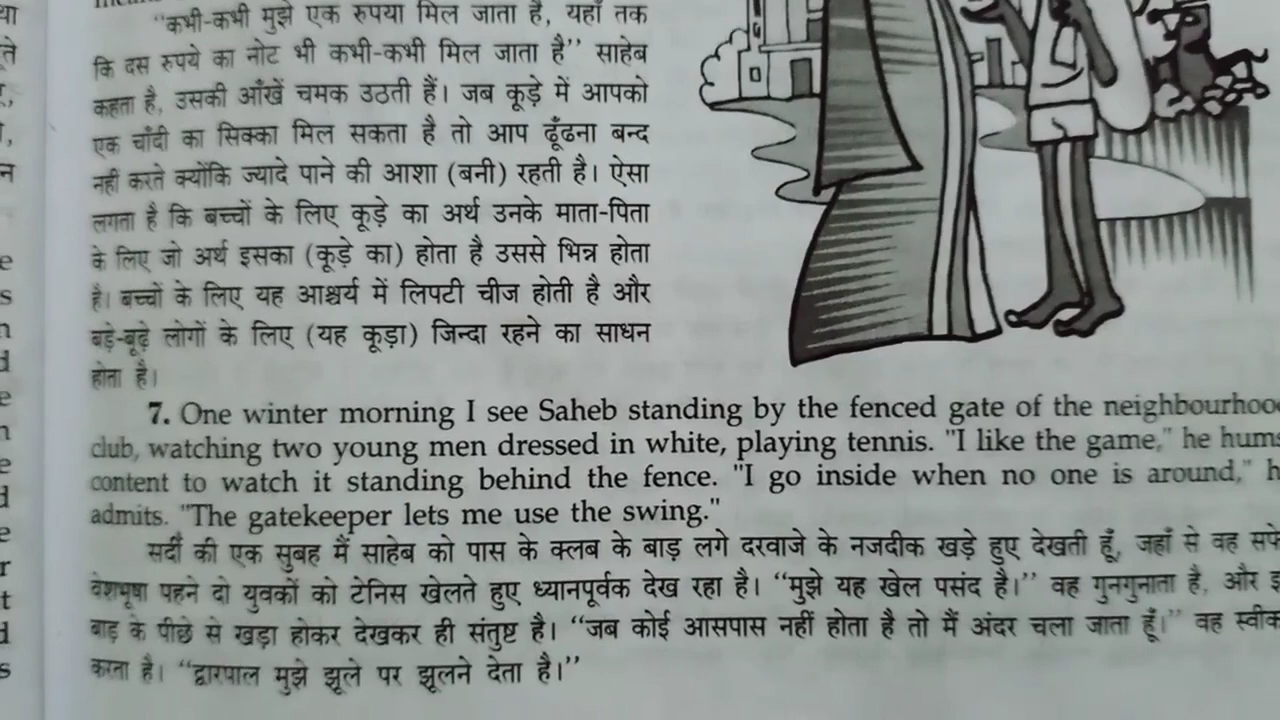 "कभी-कभी मुझे एक रुपया मिल जाता है, यहाँ तक
कि दस रुपये का नोट भी कभी-कभी मिल जाता है" साहेब
कहता है, उसकी आँखें चमक उठती हैं। जब कूड़े में आपको
एक चाँदी का सिक्का मिल सकता है तो आप ढूँढना बन्द
नहीं करते क्योंकि ज्यादे पाने की आशा (बनी) रहती है। ऐसा
लगता है कि बच्चों के लिए कूड़े का अर्थ उनके माता-पिता
के लिए जो अर्थ इसका (कूड़े का) होता है उससे भिन्न होता
है। बच्चों के लिए यह आश्चर्य में लिपटी चीज होती है और
बड़े-बूढ़े लोगों के लिए (यह कूड़ा) जिन्दा रहने का साधन
होता है।
7. One winter morning I see Saheb standing by the fenced gate of the
club, watching two young men dressed in white, playing tennis. "I like the game," he
content to watch it standing behind the fence. "I go inside when no one is around,"
admits. "The gatekeeper lets me use the swing."
सर्दी की एक सुबह मैं साहेब को पास के क्लब के बाड़ लगे दरवाजे के नजदीक खड़े हुए देखती हूँ, जहाँ से वह
वेशभूषा पहने दो युवकों को टेनिस खेलते हुए ध्यानपूर्वक देख रहा है। "मुझे यह खेल पसंद है।" वह गुनगुनाता है, और
बाड़ के पीछे से खड़ा होकर देखकर ही संतुष्ट है। "जब कोई आसपास नहीं होता है तो मैं अंदर चला जाता हूँ।" वह
करता है। "द्वारपाल मुझे झूले पर झूलने देता है।"